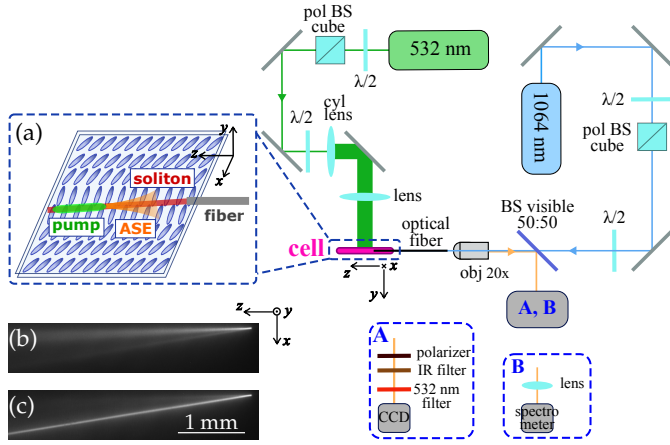 pol BS
cube
532 nm
λ/2
λ/2
cyl
lens
lens
1064 nm
λ/2
pol BS
cube
λ/2
BS visible
50:50
optical
fiber
obj 20x
cell
z
x
y
A, B
(a)
y
z
x
soliton
fiber
pump
ASE
z
y
x
(b)
(c)
1 mm
A
polarizer
IR filter
532 nm
filter
CCD
B
lens
spectro
meter